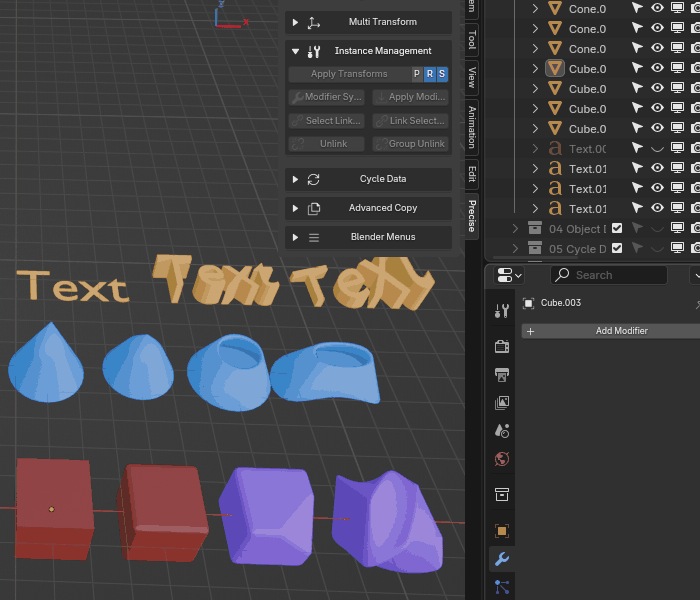 Z
X
Multi Transform
Instance Management
Apply Transforms P R S
Modifier Sy... Apply Modi...
Select Link... Link Select...
Unlink Group Unlink
Cycle Data
Advanced Copy
Blender Menus
Tool
View
Animation
Edit
Precise
Cone.0
Cone.0
Cone.0
Cube.0
Cube.0
Cube.0
Cube.0
Text.00
Text.01
Text.01
Text.01
04 Object
05 Cycle D
Search
Cube.003
+ Add Modifier
Text Text Text